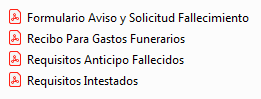 Formulario Aviso y Solicitud Fallecimiento
Recibo Para Gastos Funerarios
Requisitos Anticipo Fallecidos
Requisitos Intestados